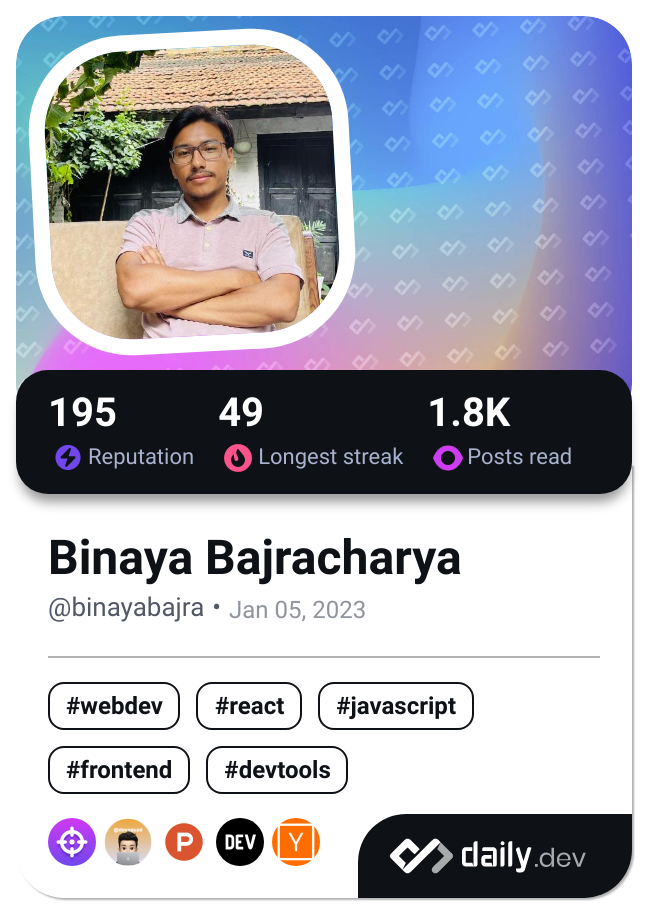 195 49 1.8K
Reputation Longest streak Posts read
Binaya Bajracharya
@binayabajra • Jan 05, 2023
#webdev #react #javascript
#frontend #devtools
P DEV Y
daily.dev